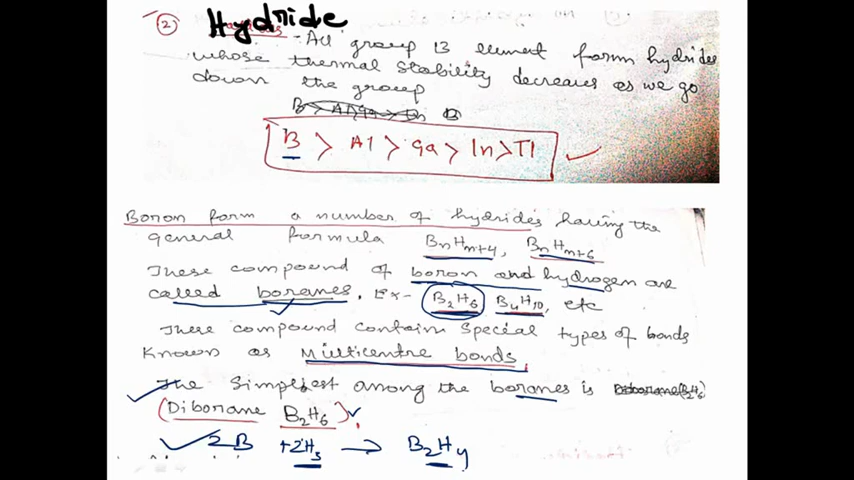 ② Hydride
- All group 13 element form hydrides
whose thermal stability decreases as we go
down the group
B > Al > Ga > In > Tl
Boron form a number of hydrides having the
general formula BnHn+4, BnHn+6
These compound of boron and hydrogen are
called boranes. Ex- B2H6 B4H10, etc
These compound contain special types of bonds
known as Multicentre bonds.
The Simplest among the boranes is
(Diborane B2H6).
2B + 2H3 → B2H4